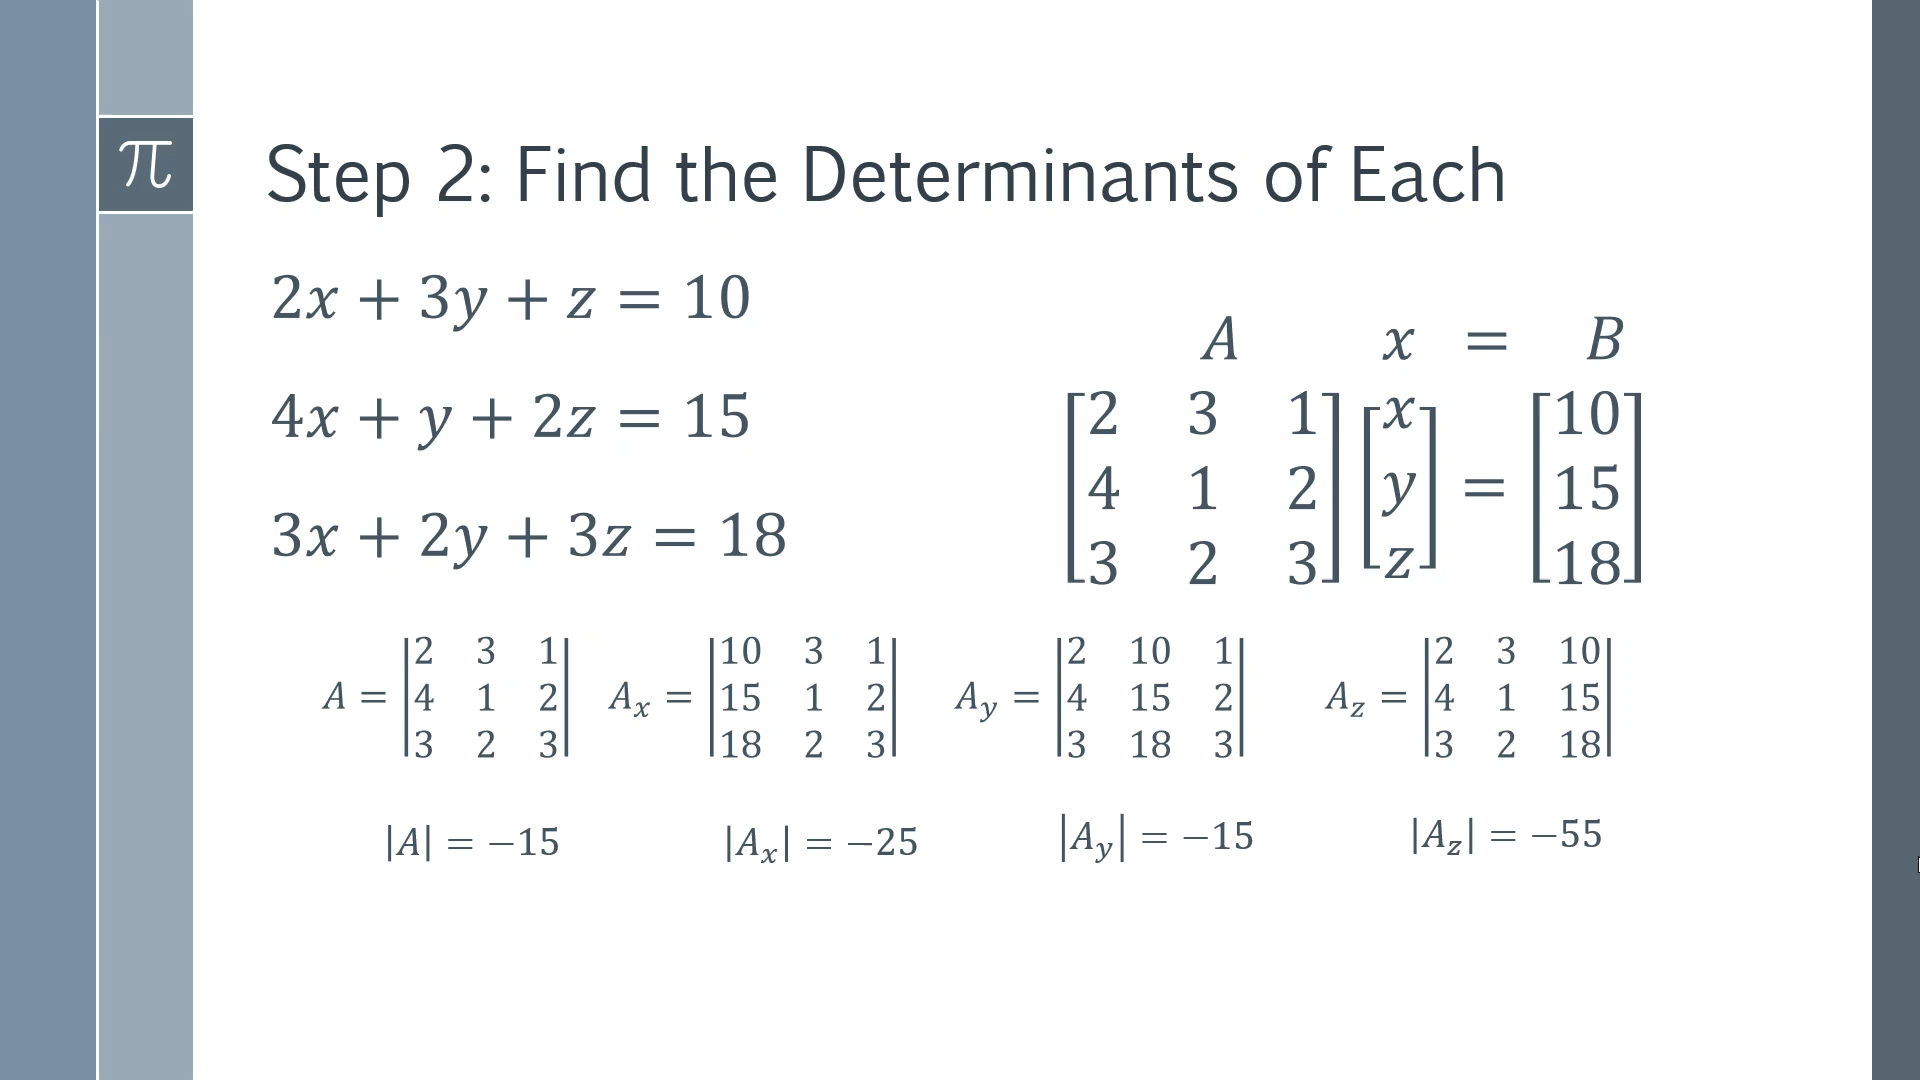 π
Step 2: Find the Determinants of Each
2x + 3y + z = 10
4x + y + 2z = 15
3x + 2y + 3z = 18
A x = B
[2 3 1] [x] [10]
[4 1 2] [y] = [15]
[3 2 3] [z] [18]
A = |2 3 1| Aₓ = |10 3 1| A_y = |2 10 1| A_z = |2 3 10|
|4 1 2| |15 1 2| |4 15 2| |4 1 15|
|3 2 3| |18 2 3| |3 18 3| |3 2 18|
|A| = −15 |Aₓ| = −25 |A_y| = −15 |A_z| = −55